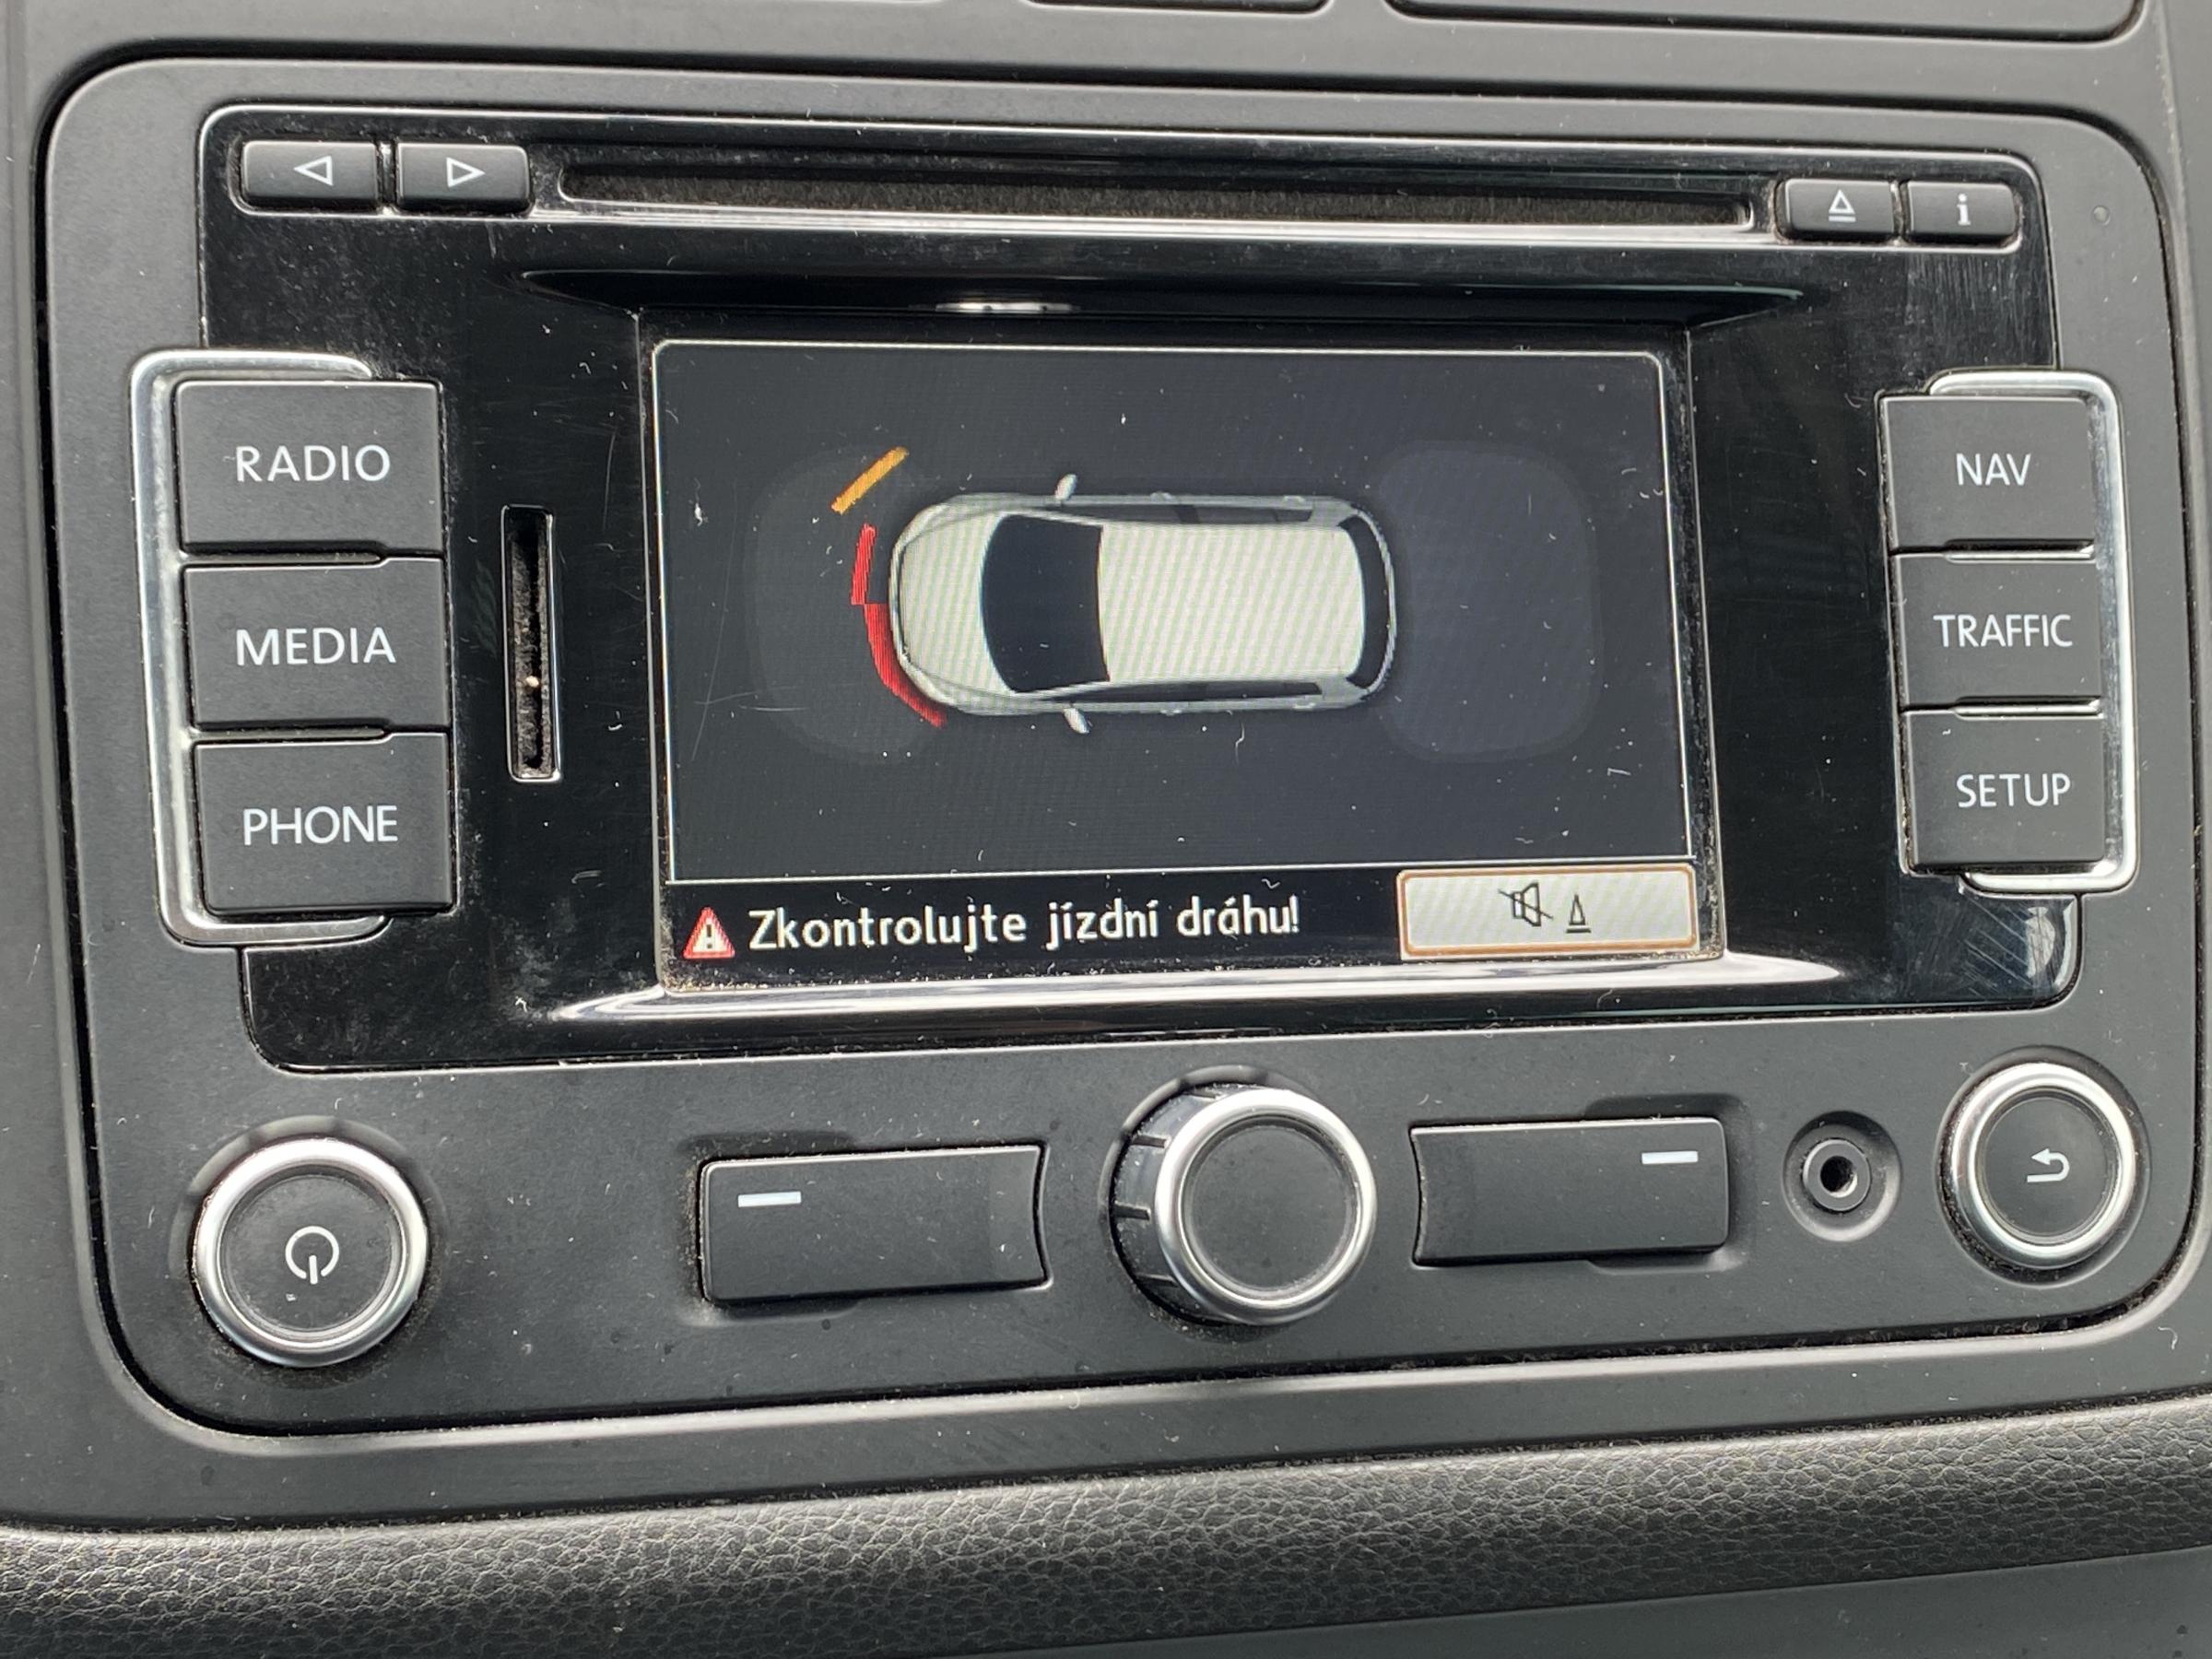 i
RADIO
MEDIA
PHONE
NAV
TRAFFIC
SETUP
Zkontrolujte jízdní dráhu!